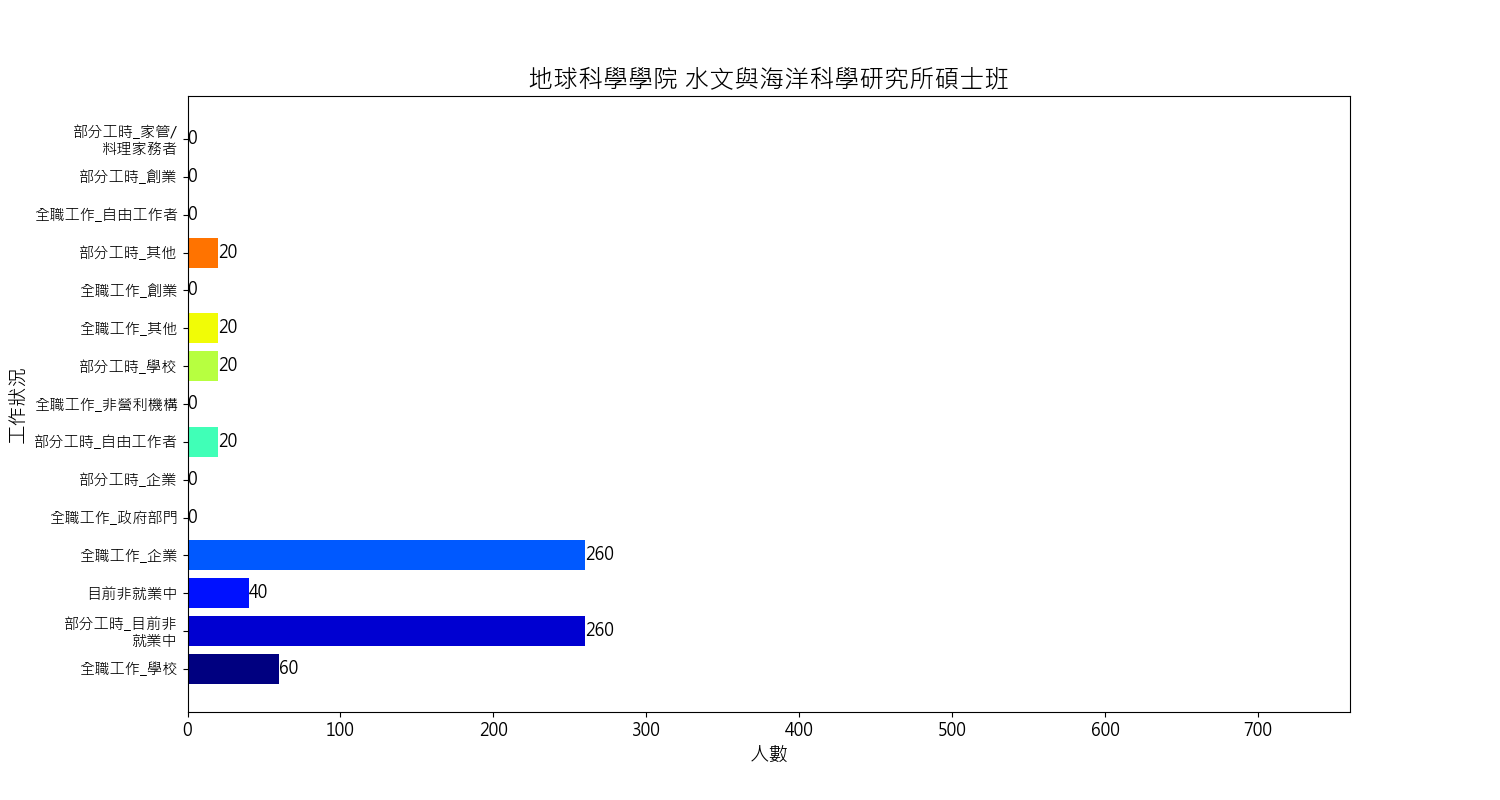 地球科學學院 水文與海洋科學研究所碩士班
部分工時_家管/
料理家務者
0
部分工時_創業
0
全職工作_自由工作者
0
部分工時_其他
20
全職工作_創業
0
全職工作_其他
20
部分工時_學校
20
全職工作_非營利機構
0
部分工時_自由工作者
20
部分工時_企業
0
全職工作_政府部門
0
全職工作_企業
260
目前非就業中
40
部分工時_目前非
就業中
260
全職工作_學校
60
工作狀況
0 100 200 300 400 500 600 700
人數